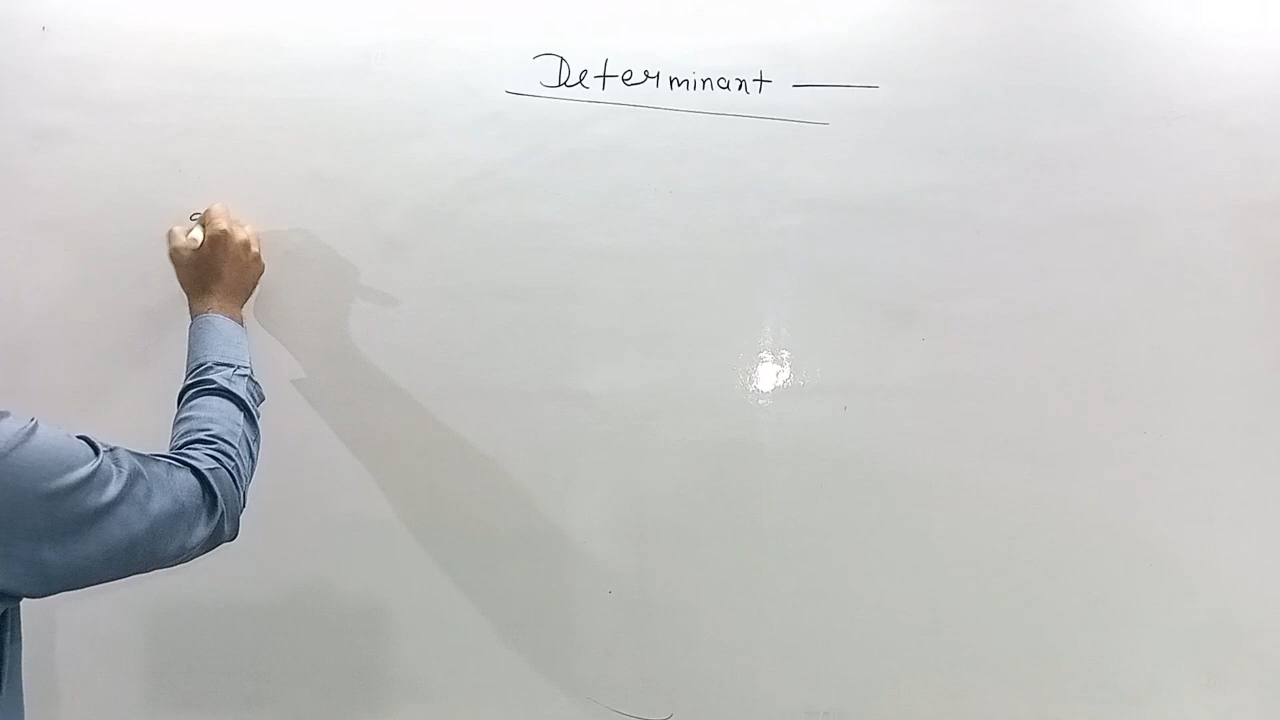 Determinant —